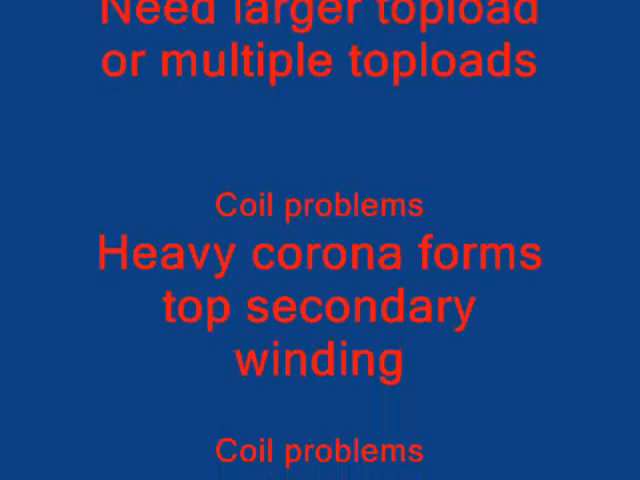 Need larger topload
or multiple toploads
Coil problems
Heavy corona forms
top secondary
winding
Coil problems